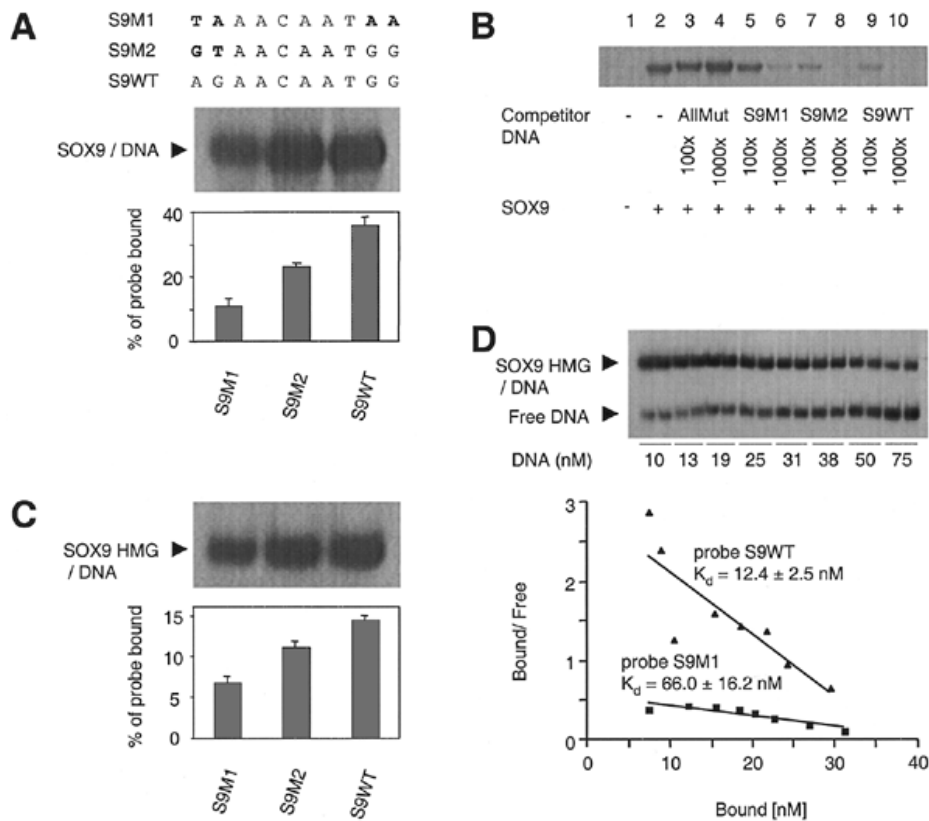 A
S9M1 T A A A C A A T A A
S9M2 G T A A C A A T G G
S9WT A G A A C A A T G G
SOX9 / DNA
40
20
0
% of probe bound
S9M1 S9M2 S9WT
B
1 2 3 4 5 6 7 8 9 10
Competitor DNA - - AllMut S9M1 S9M2 S9WT
100x 1000x 100x 1000x 100x 1000x 100x 1000x
SOX9 - + + + + + + + + +
C
SOX9 HMG
/ DNA
15
10
5
0
% of probe bound
S9M1 S9M2 S9WT
D
SOX9 HMG
/ DNA
Free DNA
DNA (nM) 10 13 19 25 31 38 50 75
3
2
1
0
Bound/ Free
probe S9WT
Kd = 12.4 ± 2.5 nM
probe S9M1
Kd = 66.0 ± 16.2 nM
0 10 20 30 40
Bound [nM]